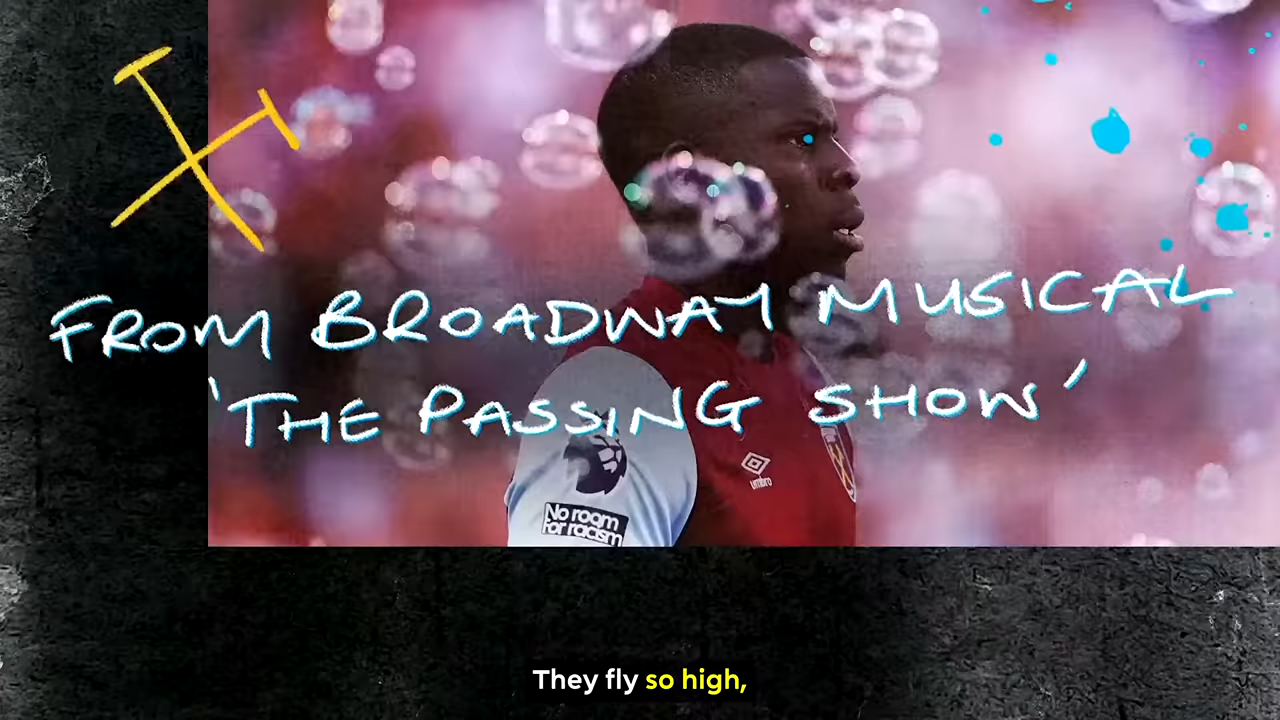 FROM BROADWAY MUSICAL
'THE PASSING SHOW'
umbro
No room
For racism
They fly so high,